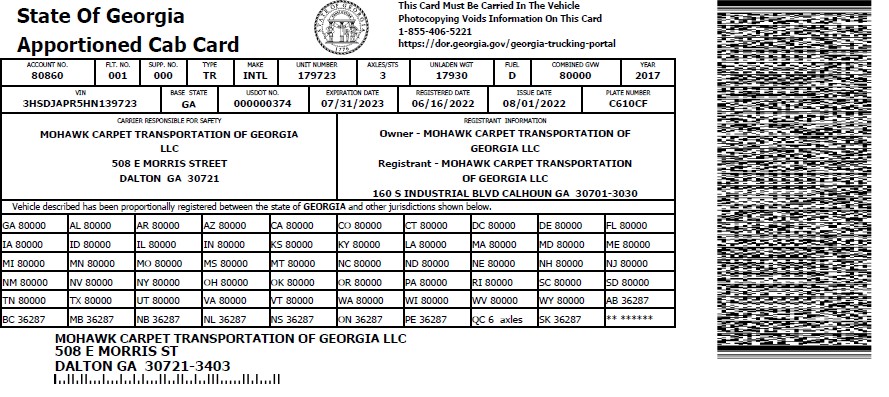 State Of Georgia
Apportioned Cab Card
STATE OF GEORGIA
1776
This Card Must Be Carried In The Vehicle
Photocopying Voids Information On This Card
1-855-406-5221
https://dor.georgia.gov/georgia-trucking-portal
ACCOUNT NO. FLT. NO. SUPP. NO. TYPE MAKE UNIT NUMBER AXLES/STS UNLADEN WGT FUEL COMBINED GVW YEAR
80860 001 000 TR INTL 179723 3 17930 D 80000 2017
VIN BASE STATE USDOT NO. EXPIRATION DATE REGISTERED DATE ISSUE DATE PLATE NUMBER
3HSDJAPR5HN139723 GA 000000374 07/31/2023 06/16/2022 08/01/2022 C610CF
CARRIER RESPONSIBLE FOR SAFETY
MOHAWK CARPET TRANSPORTATION OF GEORGIA
LLC
508 E MORRIS STREET
DALTON GA 30721
REGISTRANT INFORMATION
Owner - MOHAWK CARPET TRANSPORTATION OF
GEORGIA LLC
Registrant - MOHAWK CARPET TRANSPORTATION
OF GEORGIA LLC
160 S INDUSTRIAL BLVD CALHOUN GA 30701-3030
Vehicle described has been proportionally registered between the state of GEORGIA and other jurisdictions shown below.
GA 80000 AL 80000 AR 80000 AZ 80000 CA 80000 CO 80000 CT 80000 DC 80000 DE 80000 FL 80000
IA 80000 ID 80000 IL 80000 IN 80000 KS 80000 KY 80000 LA 80000 MA 80000 MD 80000 ME 80000
MI 80000 MN 80000 MO 80000 MS 80000 MT 80000 NC 80000 ND 80000 NE 80000 NH 80000 NJ 80000
NM 80000 NV 80000 NY 80000 OH 80000 OK 80000 OR 80000 PA 80000 RI 80000 SC 80000 SD 80000
TN 80000 TX 80000 UT 80000 VA 80000 VT 80000 WA 80000 WI 80000 WV 80000 WY 80000 AB 36287
BC 36287 MB 36287 NB 36287 NL 36287 NS 36287 ON 36287 PE 36287 QC 6 axles SK 36287 ** ******
MOHAWK CARPET TRANSPORTATION OF GEORGIA LLC
508 E MORRIS ST
DALTON GA 30721-3403